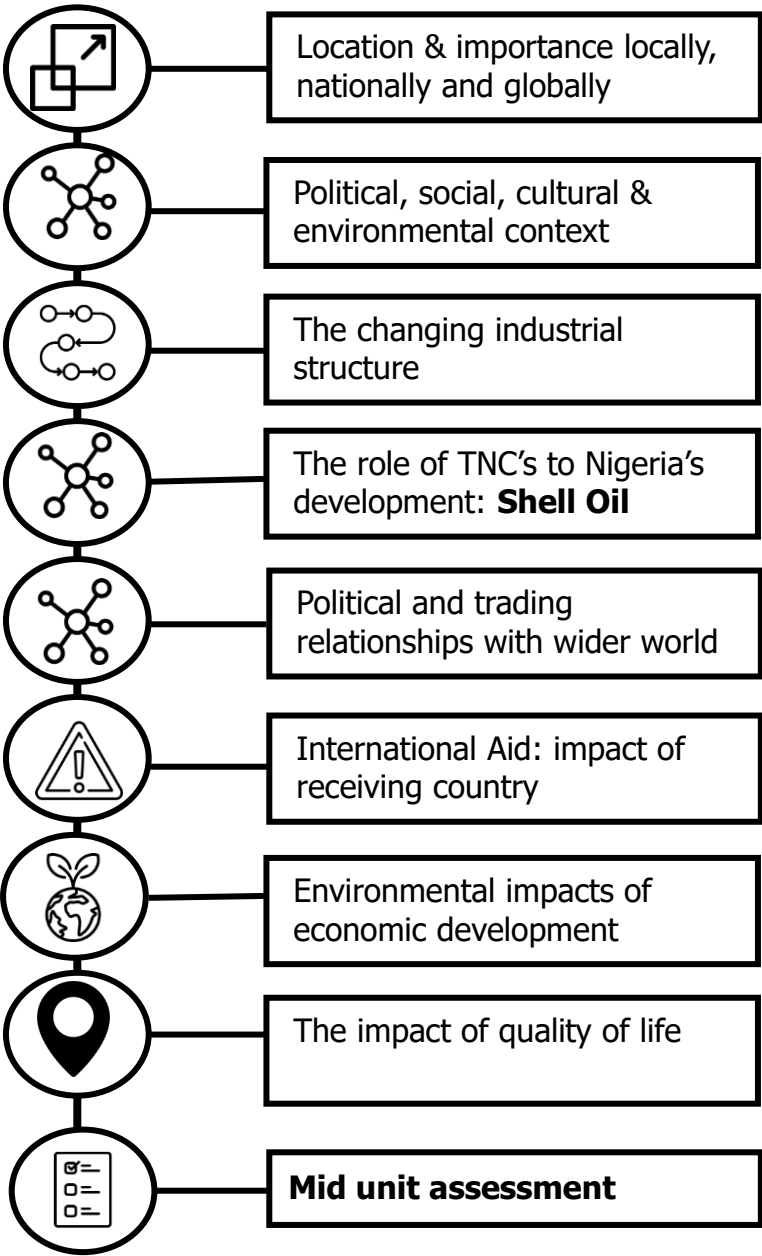 Location & importance locally,
nationally and globally
Political, social, cultural &
environmental context
The changing industrial
structure
The role of TNC’s to Nigeria’s
development: Shell Oil
Political and trading
relationships with wider world
International Aid: impact of
receiving country
Environmental impacts of
economic development
The impact of quality of life
Mid unit assessment